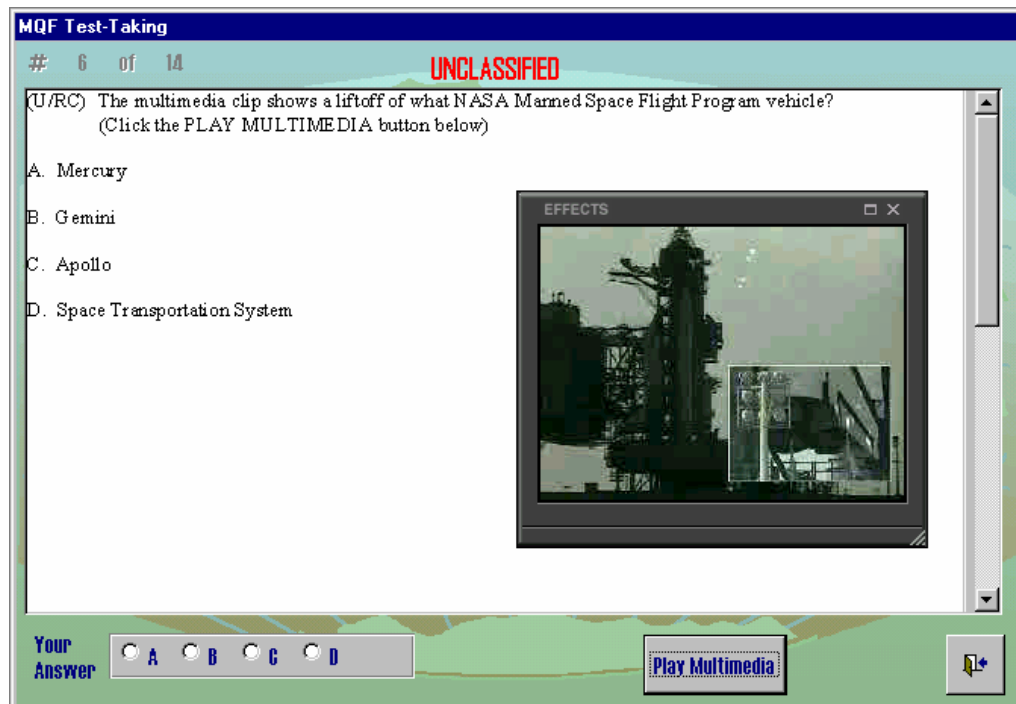 MQF Test-Taking
# 6 of 14
UNCLASSIFIED
(U/RC) The multimedia clip shows a liftoff of what NASA Manned Space Flight Program vehicle?
(Click the PLAY MULTIMEDIA button below)
A. Mercury
B. Gemini
C. Apollo
D. Space Transportation System
EFFECTS
Your
Answer
A B C D
Play Multimedia